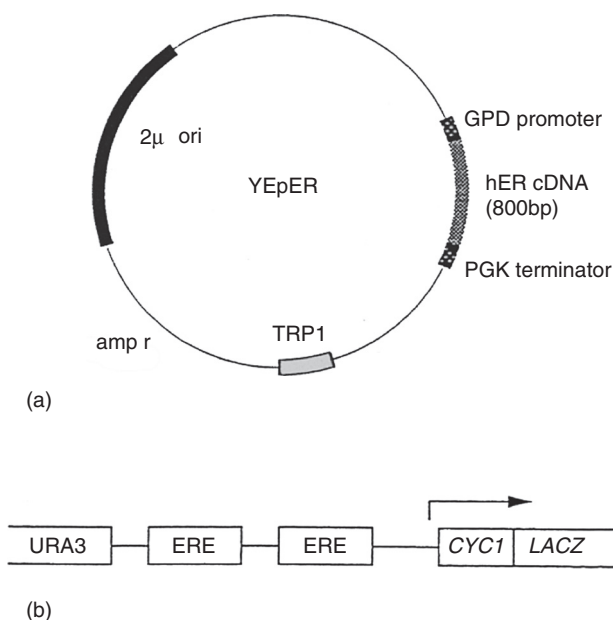 GPD promoter
2µ ori
YEpER
hER cDNA
(800bp)
PGK terminator
TRP1
amp r
(a)
URA3
ERE
ERE
CYC1
LACZ
(b)